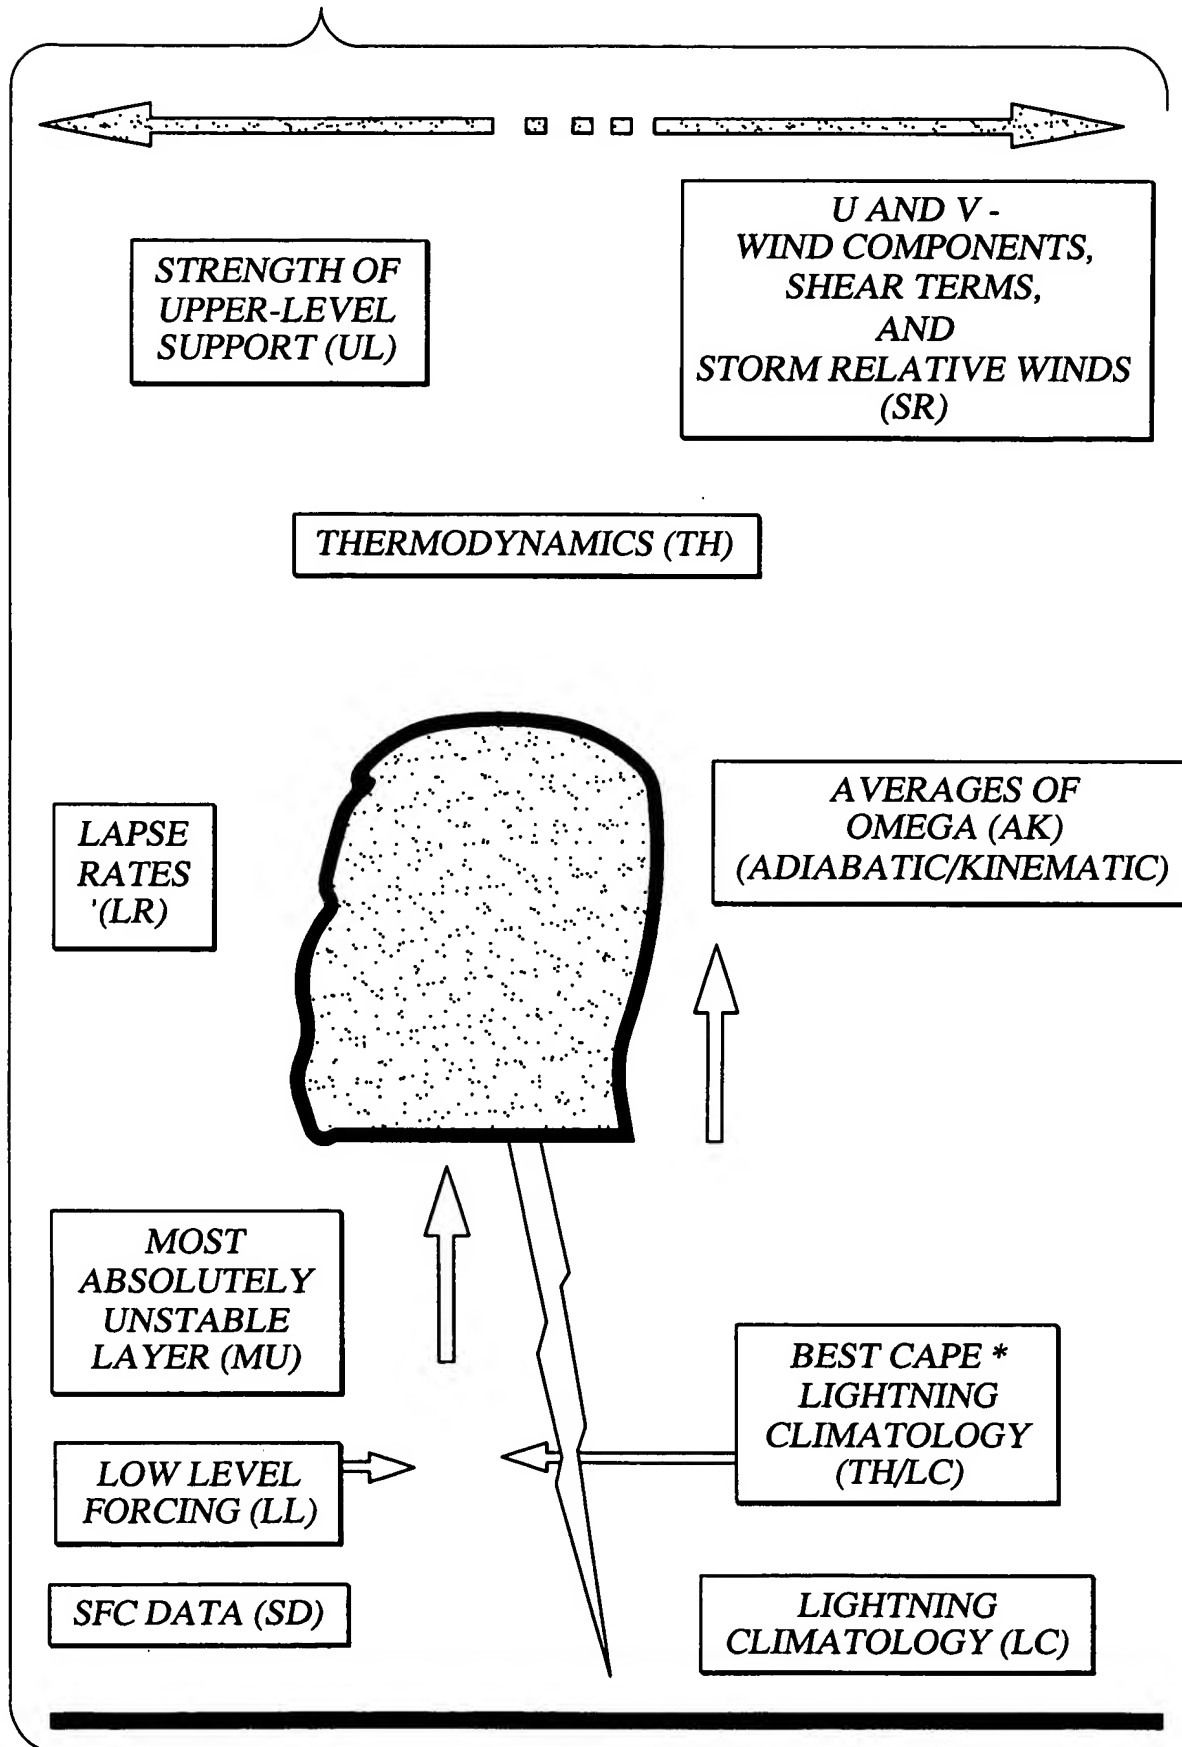 STRENGTH OF
UPPER-LEVEL
SUPPORT (UL)
U AND V -
WIND COMPONENTS,
SHEAR TERMS,
AND
STORM RELATIVE WINDS
(SR)
THERMODYNAMICS (TH)
LAPSE
RATES
'(LR)
AVERAGES OF
OMEGA (AK)
(ADIABATIC/KINEMATIC)
MOST
ABSOLUTELY
UNSTABLE
LAYER (MU)
BEST CAPE *
LIGHTNING
CLIMATOLOGY
(TH/LC)
LOW LEVEL
FORCING (LL)
SFC DATA (SD)
LIGHTNING
CLIMATOLOGY (LC)